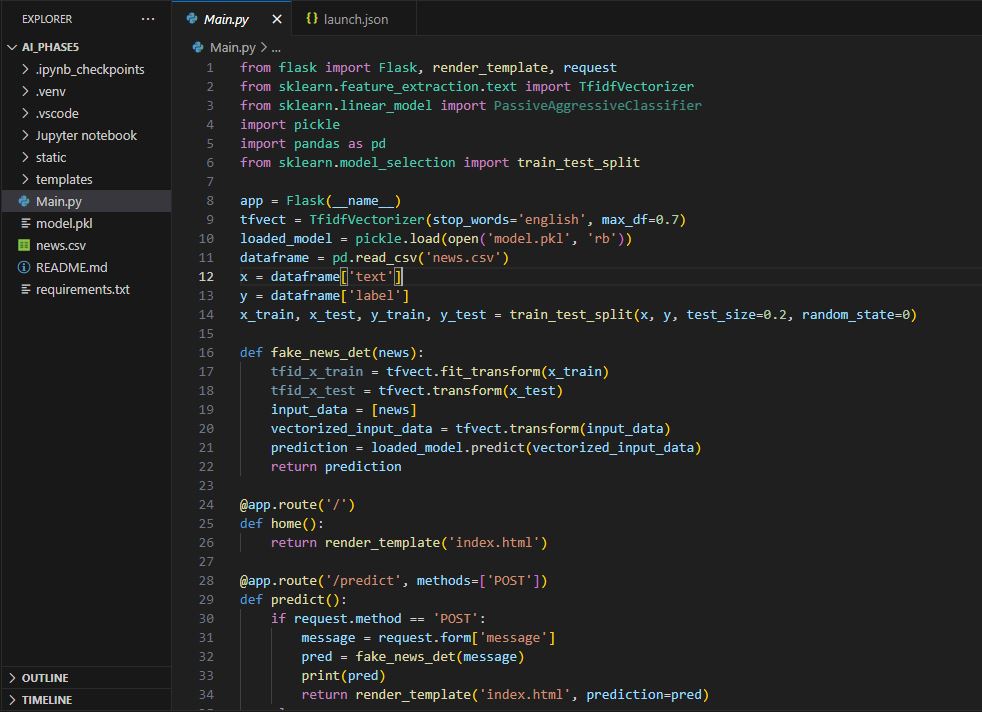 EXPLORER
···
AI_PHASE5
.ipynb_checkpoints
.venv
.vscode
Jupyter notebook
static
templates
Main.py
model.pkl
news.csv
README.md
requirements.txt
OUTLINE
TIMELINE
Main.py
{} launch.json
Main.py > ...
1 from flask import Flask, render_template, request
2 from sklearn.feature_extraction.text import TfidfVectorizer
3 from sklearn.linear_model import PassiveAggressiveClassifier
4 import pickle
5 import pandas as pd
6 from sklearn.model_selection import train_test_split
7
8 app = Flask(__name__)
9 tfvect = TfidfVectorizer(stop_words='english', max_df=0.7)
10 loaded_model = pickle.load(open('model.pkl', 'rb'))
11 dataframe = pd.read_csv('news.csv')
12 x = dataframe['text']
13 y = dataframe['label']
14 x_train, x_test, y_train, y_test = train_test_split(x, y, test_size=0.2, random_state=0)
15
16 def fake_news_det(news):
17     tfid_x_train = tfvect.fit_transform(x_train)
18     tfid_x_test = tfvect.transform(x_test)
19     input_data = [news]
20     vectorized_input_data = tfvect.transform(input_data)
21     prediction = loaded_model.predict(vectorized_input_data)
22     return prediction
23
24 @app.route('/')
25 def home():
26     return render_template('index.html')
27
28 @app.route('/predict', methods=['POST'])
29 def predict():
30     if request.method == 'POST':
31         message = request.form['message']
32         pred = fake_news_det(message)
33         print(pred)
34         return render_template('index.html', prediction=pred)